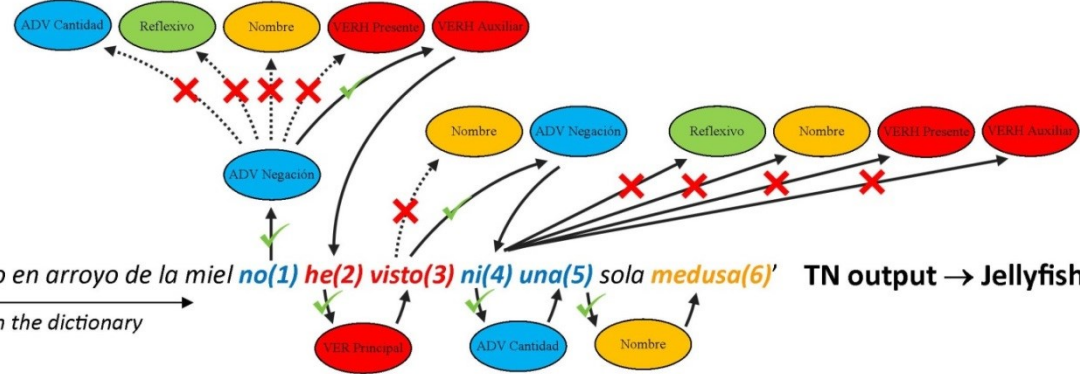 ADV Cantidad Reflexivo Nombre VERH Presente VERH Auxiliar
Nombre ADV Negación Reflexivo Nombre VERH Presente VERH Auxiliar
ADV Negación
o en arroyo de la miel no(1) he(2) visto(3) ni(4) una(5) sola medusa(6)’ TN output → Jellyfish
n the dictionary
VER Principal ADV Cantidad Nombre